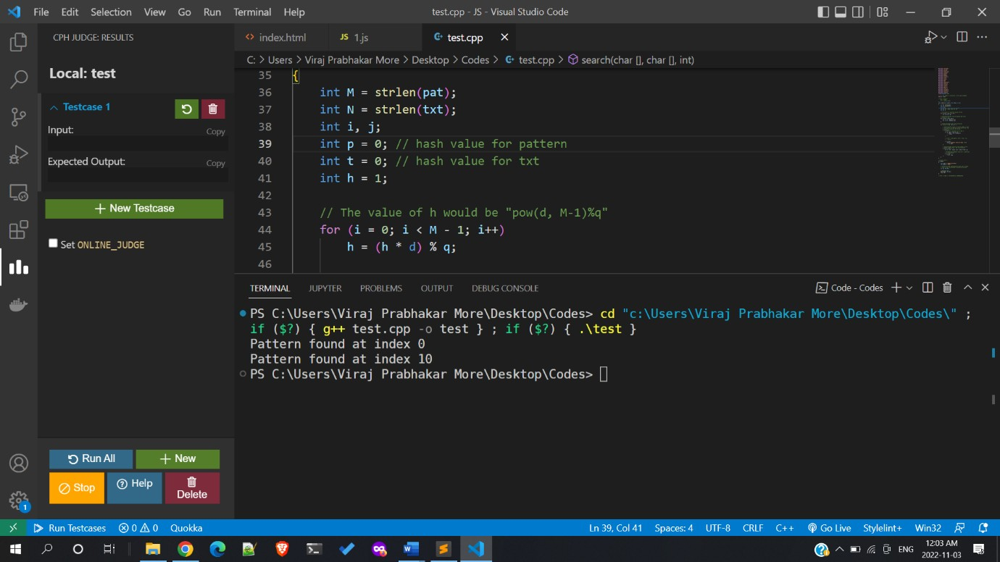 File Edit Selection View Go Run Terminal Help test.cpp - JS - Visual Studio Code
CPH JUDGE: RESULTS
index.html JS 1.js test.cpp
C: > Users > Viraj Prabhakar More > Desktop > Codes > test.cpp > search(char [], char [], int)
Local: test
Testcase 1
Input: Copy
Expected Output: Copy
New Testcase
Set ONLINE_JUDGE
35 {
36 int M = strlen(pat);
37 int N = strlen(txt);
38 int i, j;
39 int p = 0; // hash value for pattern
40 int t = 0; // hash value for txt
41 int h = 1;
42
43 // The value of h would be "pow(d, M-1)%q"
44 for (i = 0; i < M - 1; i++)
45 h = (h * d) % q;
46
TERMINAL JUPYTER PROBLEMS OUTPUT DEBUG CONSOLE Code - Codes
PS C:\Users\Viraj Prabhakar More\Desktop\Codes> cd "c:\Users\Viraj Prabhakar More\Desktop\Codes\" ;
if ($?) { g++ test.cpp -o test } ; if ($?) { .\test }
Pattern found at index 0
Pattern found at index 10
PS C:\Users\Viraj Prabhakar More\Desktop\Codes>
Run All New
Stop Help Delete
1
Run Testcases 0 0 Quokka Ln 39, Col 41 Spaces: 4 UTF-8 CRLF C++ Go Live Stylelint+ Win32
ENG 12:03 AM
2022-11-03